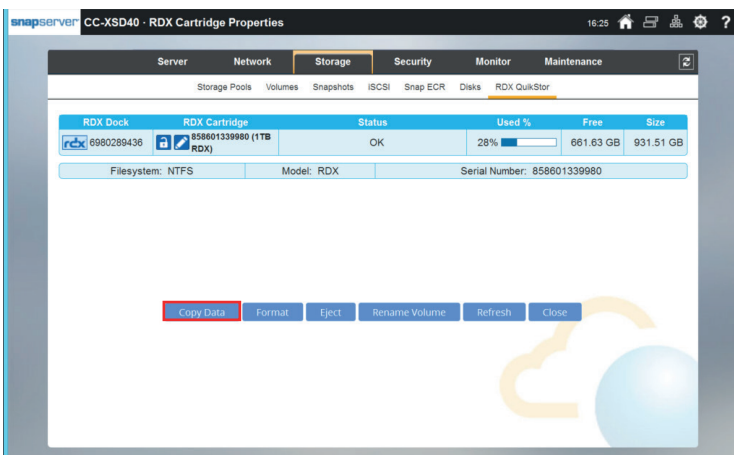 snapserver™ CC-XSD40 · RDX Cartridge Properties 16:25 ?
Server Network Storage Security Monitor Maintenance
Storage Pools Volumes Snapshots iSCSI Snap ECR Disks RDX QuikStor
RDX Dock RDX Cartridge Status Used % Free Size
rdx 6980289436 858601339980 (1TB RDX) OK 28% 661.63 GB 931.51 GB
Filesystem: NTFS Model: RDX Serial Number: 858601339980
Copy Data Format Eject Rename Volume Refresh Close